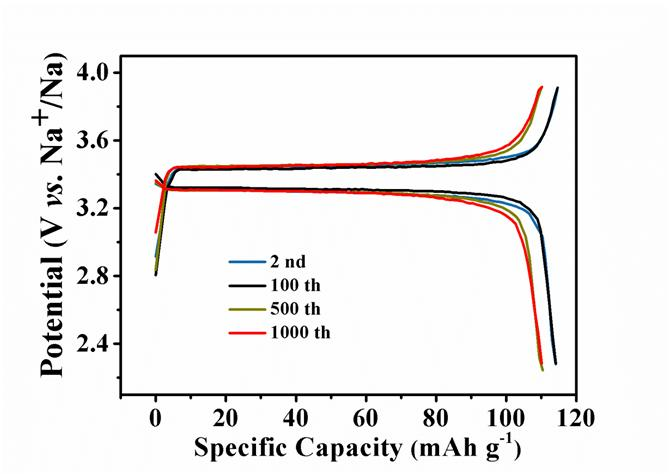 4.0
3.6
3.2
2.8
2.4
Potential (V vs. Na+/Na)
2 nd
100 th
500 th
1000 th
0 20 40 60 80 100 120
Specific Capacity (mAh g-1)